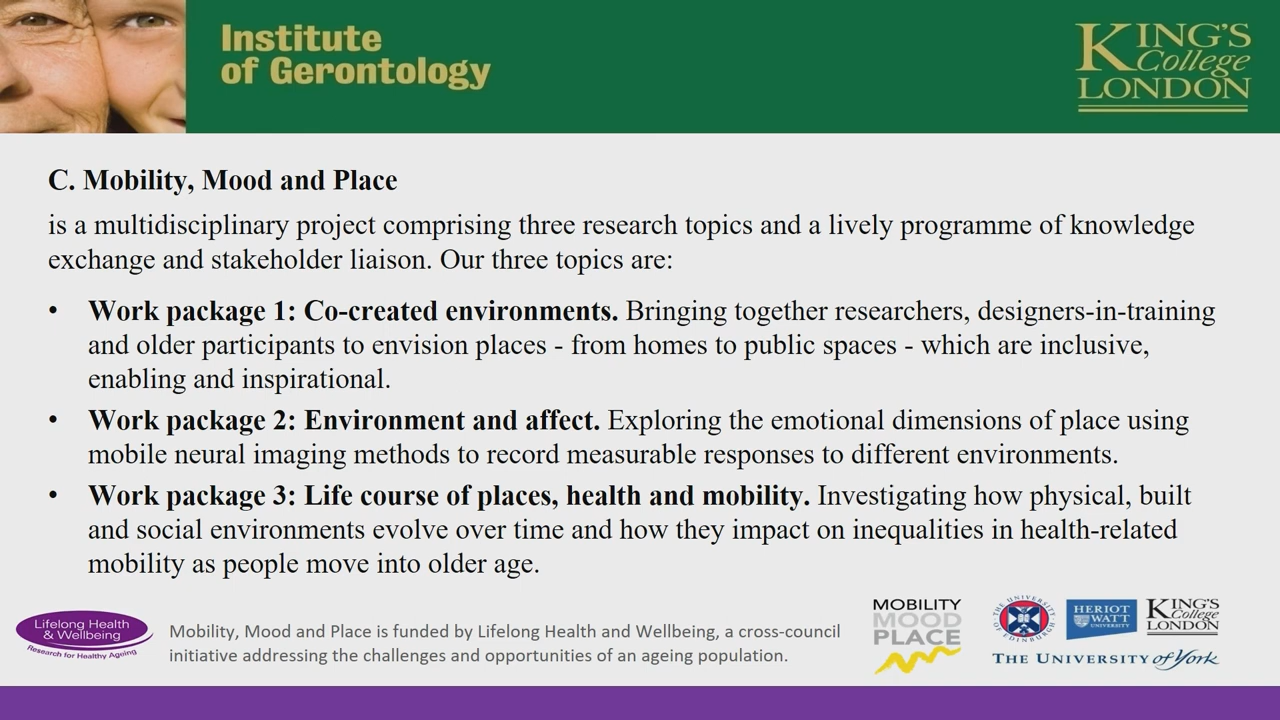 Institute
of Gerontology
KING'S
College
LONDON
C. Mobility, Mood and Place
is a multidisciplinary project comprising three research topics and a lively programme of knowledge
exchange and stakeholder liaison. Our three topics are:
• Work package 1: Co-created environments. Bringing together researchers, designers-in-training
and older participants to envision places - from homes to public spaces - which are inclusive,
enabling and inspirational.
• Work package 2: Environment and affect. Exploring the emotional dimensions of place using
mobile neural imaging methods to record measurable responses to different environments.
• Work package 3: Life course of places, health and mobility. Investigating how physical, built
and social environments evolve over time and how they impact on inequalities in health-related
mobility as people move into older age.
Lifelong Health
& Wellbeing
Research for Healthy Ageing
Mobility, Mood and Place is funded by Lifelong Health and Wellbeing, a cross-council
initiative addressing the challenges and opportunities of an ageing population.
MOBILITY
MOOD
PLACE
THE UNIVERSITY
OF EDINBURGH
HERIOT
WATT
UNIVERSITY
KING'S
College
LONDON
THE UNIVERSITY of York